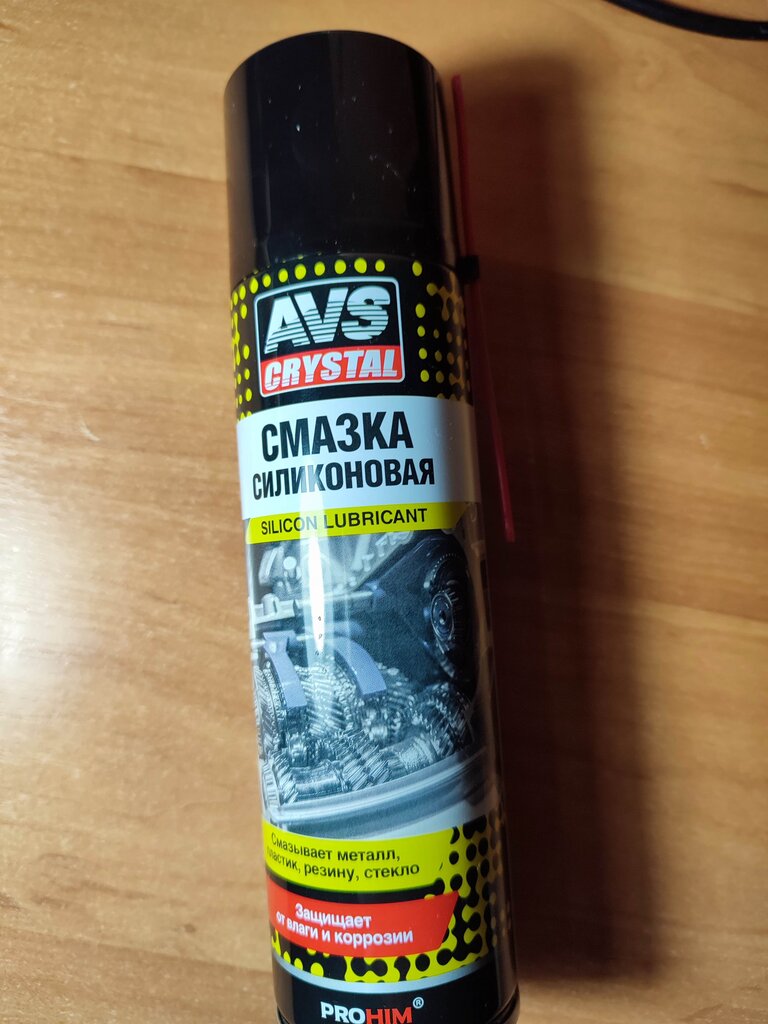 AVS
CRYSTAL
СМАЗКА
СИЛИКОНОВАЯ
SILICON LUBRICANT
Смазывает металл,
пластик, резину, стекло
Защищает
от влаги и коррозии
PROHIM®